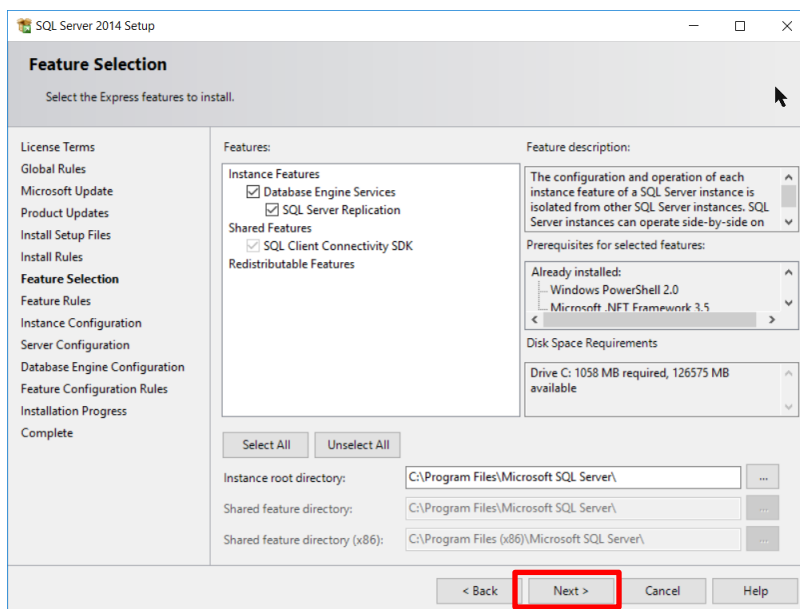 SQL Server 2014 Setup
Feature Selection
Select the Express features to install.
License Terms
Global Rules
Microsoft Update
Product Updates
Install Setup Files
Install Rules
Feature Selection
Feature Rules
Instance Configuration
Server Configuration
Database Engine Configuration
Feature Configuration Rules
Installation Progress
Complete
Features:
Instance Features
Database Engine Services
SQL Server Replication
Shared Features
SQL Client Connectivity SDK
Redistributable Features
Feature description:
The configuration and operation of each
instance feature of a SQL Server instance is
isolated from other SQL Server instances. SQL
Server instances can operate side-by-side on
Prerequisites for selected features:
Already installed:
Windows PowerShell 2.0
Microsoft .NET Framework 3.5
Disk Space Requirements
Drive C: 1058 MB required, 126575 MB
available
Select All
Unselect All
Instance root directory:
C:\Program Files\Microsoft SQL Server\
...
Shared feature directory:
C:\Program Files\Microsoft SQL Server\
...
Shared feature directory (x86):
C:\Program Files (x86)\Microsoft SQL Server\
...
< Back
Next >
Cancel
Help